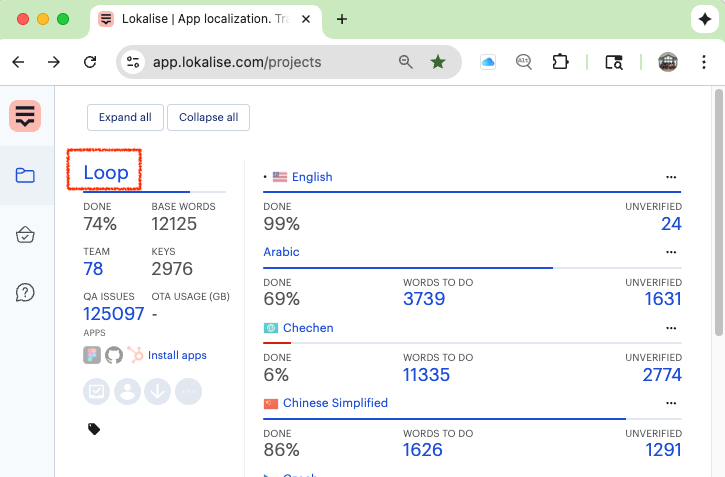 Lokalise | App localization. Tra
app.lokalise.com/projects
Expand all
Collapse all
Loop
DONE
BASE WORDS
74%
12125
TEAM
KEYS
78
2976
QA ISSUES
OTA USAGE (GB)
125097
-
APPS
Install apps
• English
DONE
UNVERIFIED
99%
24
Arabic
DONE
WORDS TO DO
UNVERIFIED
69%
3739
1631
Chechen
DONE
WORDS TO DO
UNVERIFIED
6%
11335
2774
Chinese Simplified
DONE
WORDS TO DO
UNVERIFIED
86%
1626
1291